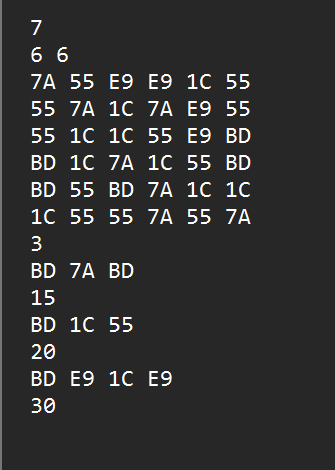 7
6 6
7A 55 E9 E9 1C 55
55 7A 1C 7A E9 55
55 1C 1C 55 E9 BD
BD 1C 7A 1C 55 BD
BD 55 BD 7A 1C 1C
1C 55 55 7A 55 7A
3
BD 7A BD
15
BD 1C 55
20
BD E9 1C E9
30